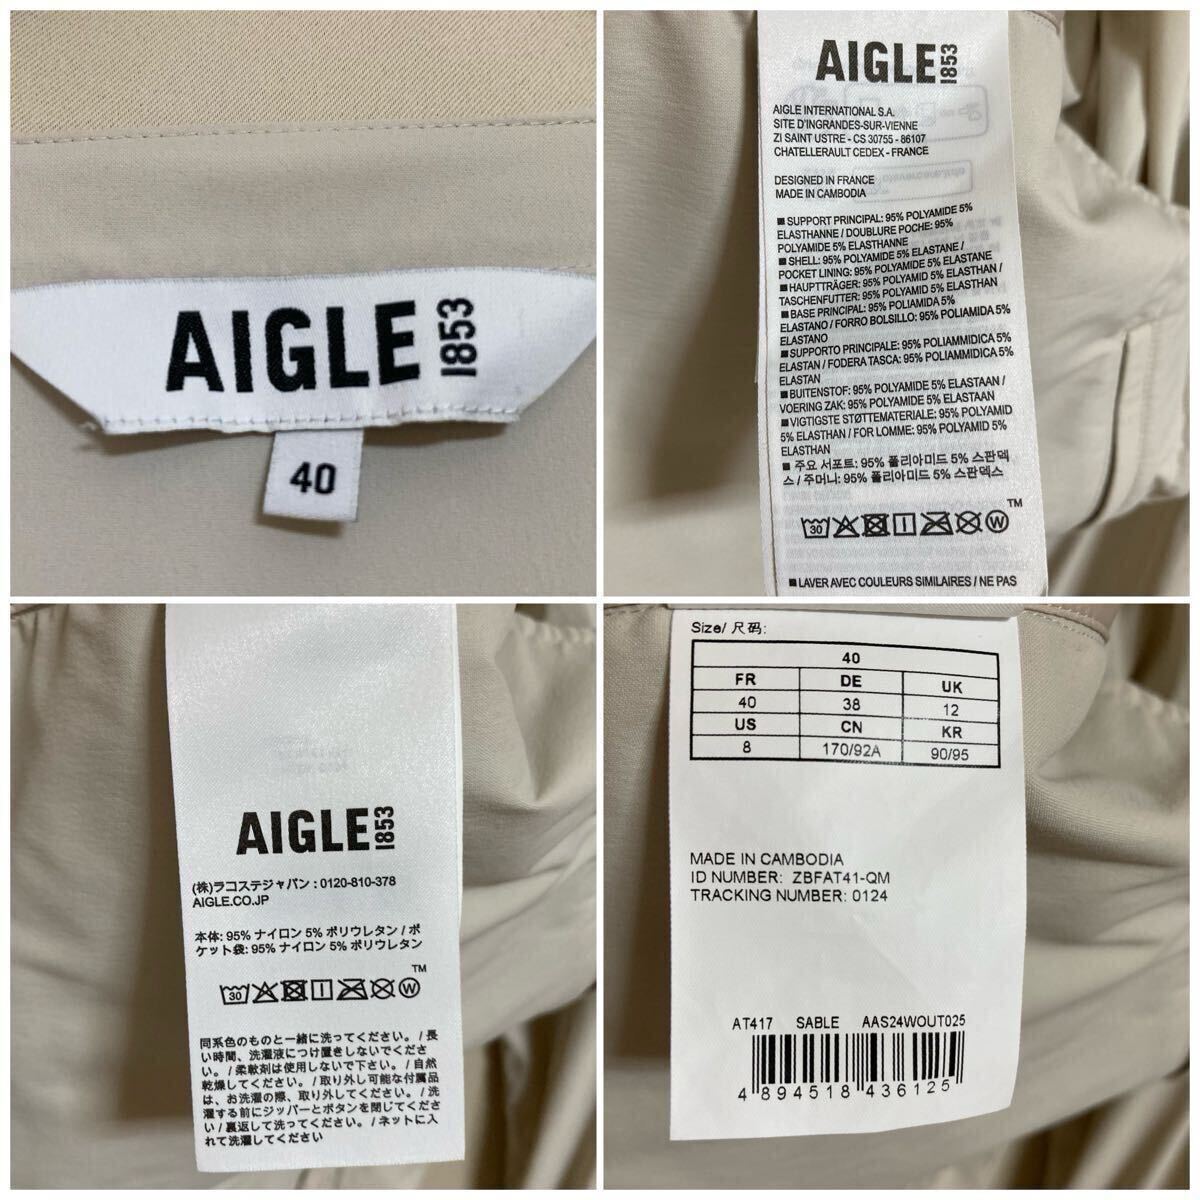 AIGLE 1853
40
AIGLE 1853
AIGLE INTERNATIONAL S.A.
SITE D'INGRANDES-SUR-VIENNE
ZI SAINT USTRE - CS 30755 - 86107
CHATELLERAULT CEDEX - FRANCE
DESIGNED IN FRANCE
MADE IN CAMBODIA
■ SUPPORT PRINCIPAL: 95% POLYAMIDE 5%
ELASTHANNE / DOUBLURE POCHE: 95%
POLYAMIDE 5% ELASTHANNE
■ SHELL: 95% POLYAMIDE 5% ELASTANE /
POCKET LINING: 95% POLYAMIDE 5% ELASTANE
■ HAUPTTRÄGER: 95% POLYAMID 5% ELASTHAN /
TASCHENFUTTER: 95% POLYAMID 5% ELASTHAN
■ BASE PRINCIPAL: 95% POLIAMIDA 5%
ELASTANO / FORRO BOLSILLO: 95% POLIAMIDA 5%
ELASTANO
■ SUPPORTO PRINCIPALE: 95% POLIAMMIDICA 5%
ELASTAN / FODERA TASCA: 95% POLIAMMIDICA 5%
ELASTAN
■ BUITENSTOF: 95% POLYAMIDE 5% ELASTAAN /
VOERING ZAK: 95% POLYAMIDE 5% ELASTAAN
■ VIGTIGSTE STØTTEMATERIALE: 95% POLYAMID
5% ELASTHAN / FOR LOMME: 95% POLYAMID 5%
ELASTHAN
■ 주요 서포트: 95% 폴리아미드 5% 스판덱
스 / 주머니: 95% 폴리아미드 5% 스판덱스
30 W TM
■ LAVER AVEC COULEURS SIMILAIRES / NE PAS
AIGLE 1853
(株)ラコステジャパン : 0120-810-378
AIGLE.CO.JP
本体: 95% ナイロン 5% ポリウレタン / ポ
ケット袋: 95% ナイロン 5% ポリウレタン
30 W TM
同系色のものと一緒に洗ってください。/ 長
い時間、洗濯液につけ置きしないでくださ
い。/ 柔軟剤は使用しないで下さい。/ 自然
乾燥してください。/ 取り外し可能な付属品
は、お洗濯の際、取り外してください。/ 洗
濯する前にジッパーとボタンを閉じてくださ
い / 裏返して洗ってください。/ ネットに入
れて洗濯してください
Size/ 尺码:
40
FR DE UK
40 38 12
US CN KR
8 170/92A 90/95
MADE IN CAMBODIA
ID NUMBER: ZBFAT41-QM
TRACKING NUMBER: 0124
AT417 SABLE AAS24WOUT025
4 894518 436125